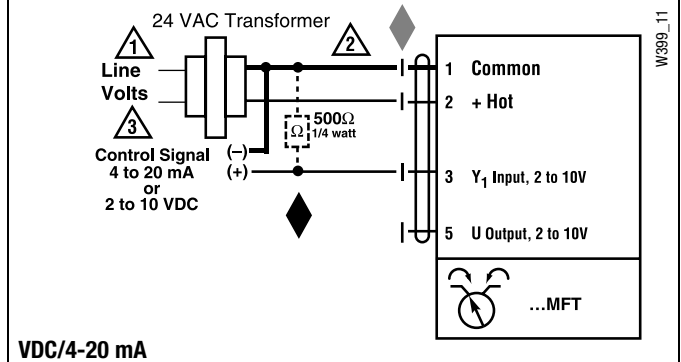 24 VAC Transformer
1
Line
Volts
2
3
Control Signal
4 to 20 mA
or
2 to 10 VDC
(–)
(+)
Ω
500Ω
1/4 watt
1 Common
2 + Hot
3 Y1 Input, 2 to 10V
5 U Output, 2 to 10V
...MFT
W399_11
VDC/4-20 mA